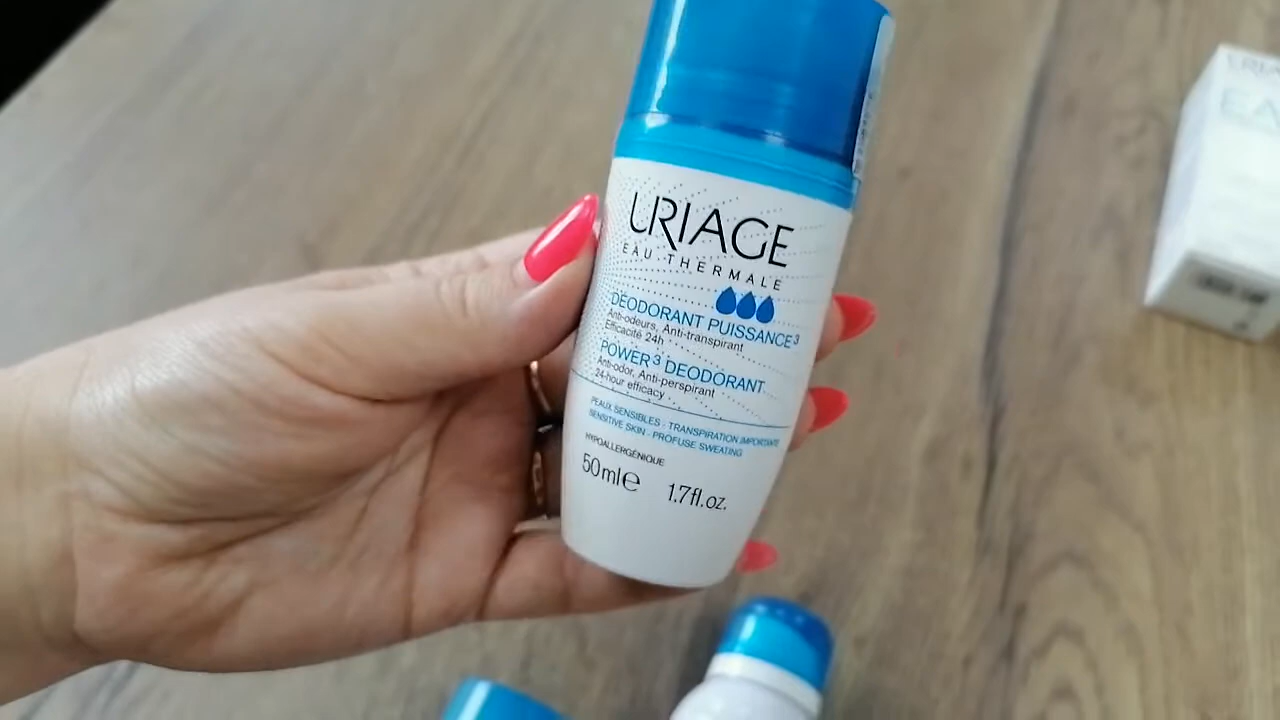 URIAGE
EAU THERMALE
DÉODORANT PUISSANCE³
Anti-odeurs, Anti-transpirant
Efficacité 24h
POWER³ DEODORANT
Anti-odor, Anti-perspirant
24-hour efficacy
PEAUX SENSIBLES - TRANSPIRATION IMPORTANTE
SENSITIVE SKIN - PROFUSE SWEATING
HYPOALLERGÉNIQUE
50ml℮ 1.7fl.oz.
EA